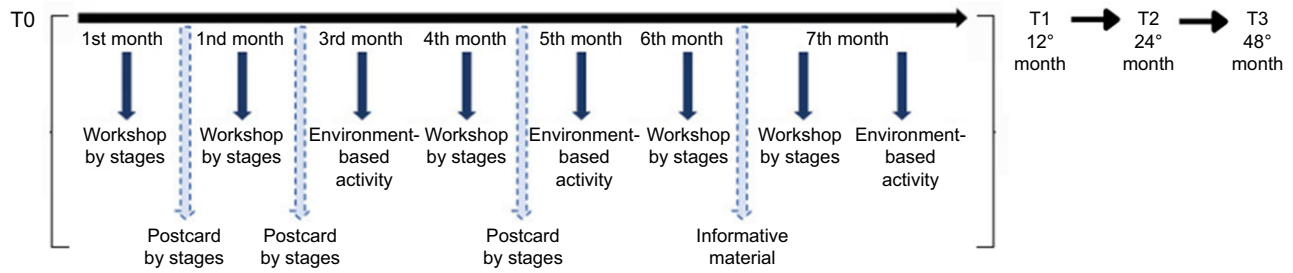 T0
1st month
1nd month
3rd month
4th month
5th month
6th month
7th month
T1
12°
month
T2
24°
month
T3
48°
month
Workshop
by stages
Workshop
by stages
Environment-
based
activity
Workshop
by stages
Environment-
based
activity
Workshop
by stages
Workshop
by stages
Environment-
based
activity
Postcard
by stages
Postcard
by stages
Postcard
by stages
Informative
material